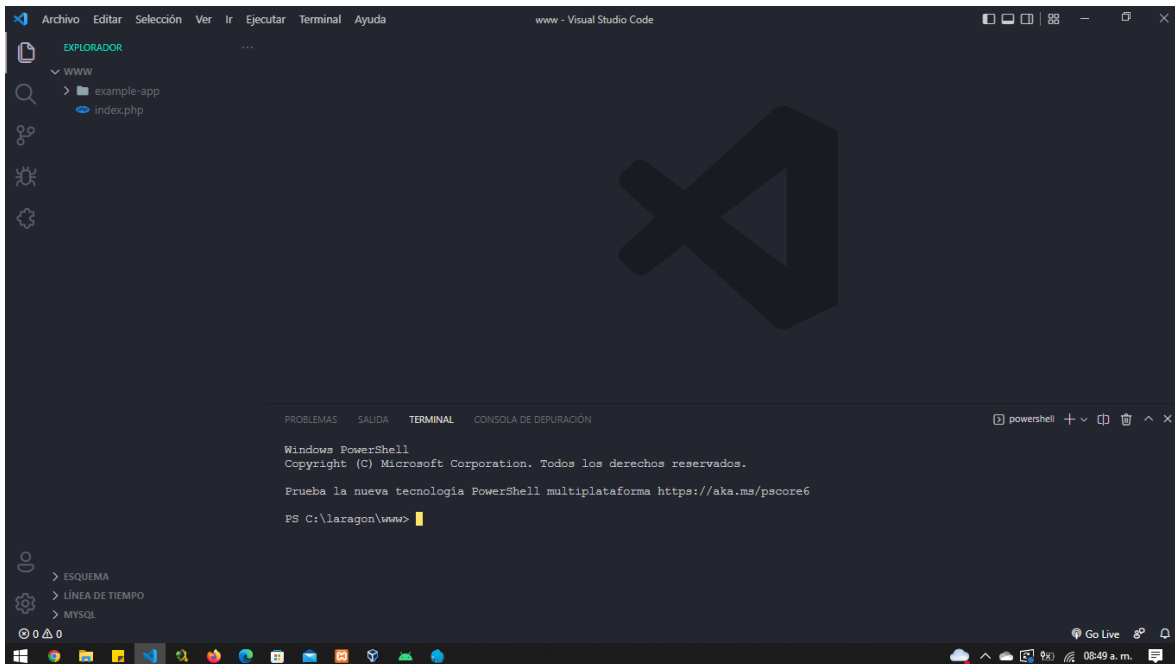 Archivo Editar Selección Ver Ir Ejecutar Terminal Ayuda www - Visual Studio Code
EXPLORADOR
WWW
example-app
index.php
PROBLEMAS SALIDA TERMINAL CONSOLA DE DEPURACIÓN powershell
Windows PowerShell
Copyright (C) Microsoft Corporation. Todos los derechos reservados.
Prueba la nueva tecnología PowerShell multiplataforma https://aka.ms/pscore6
PS C:\laragon\www>
ESQUEMA
LÍNEA DE TIEMPO
MYSQL
0 0 Go Live
08:49 a. m.